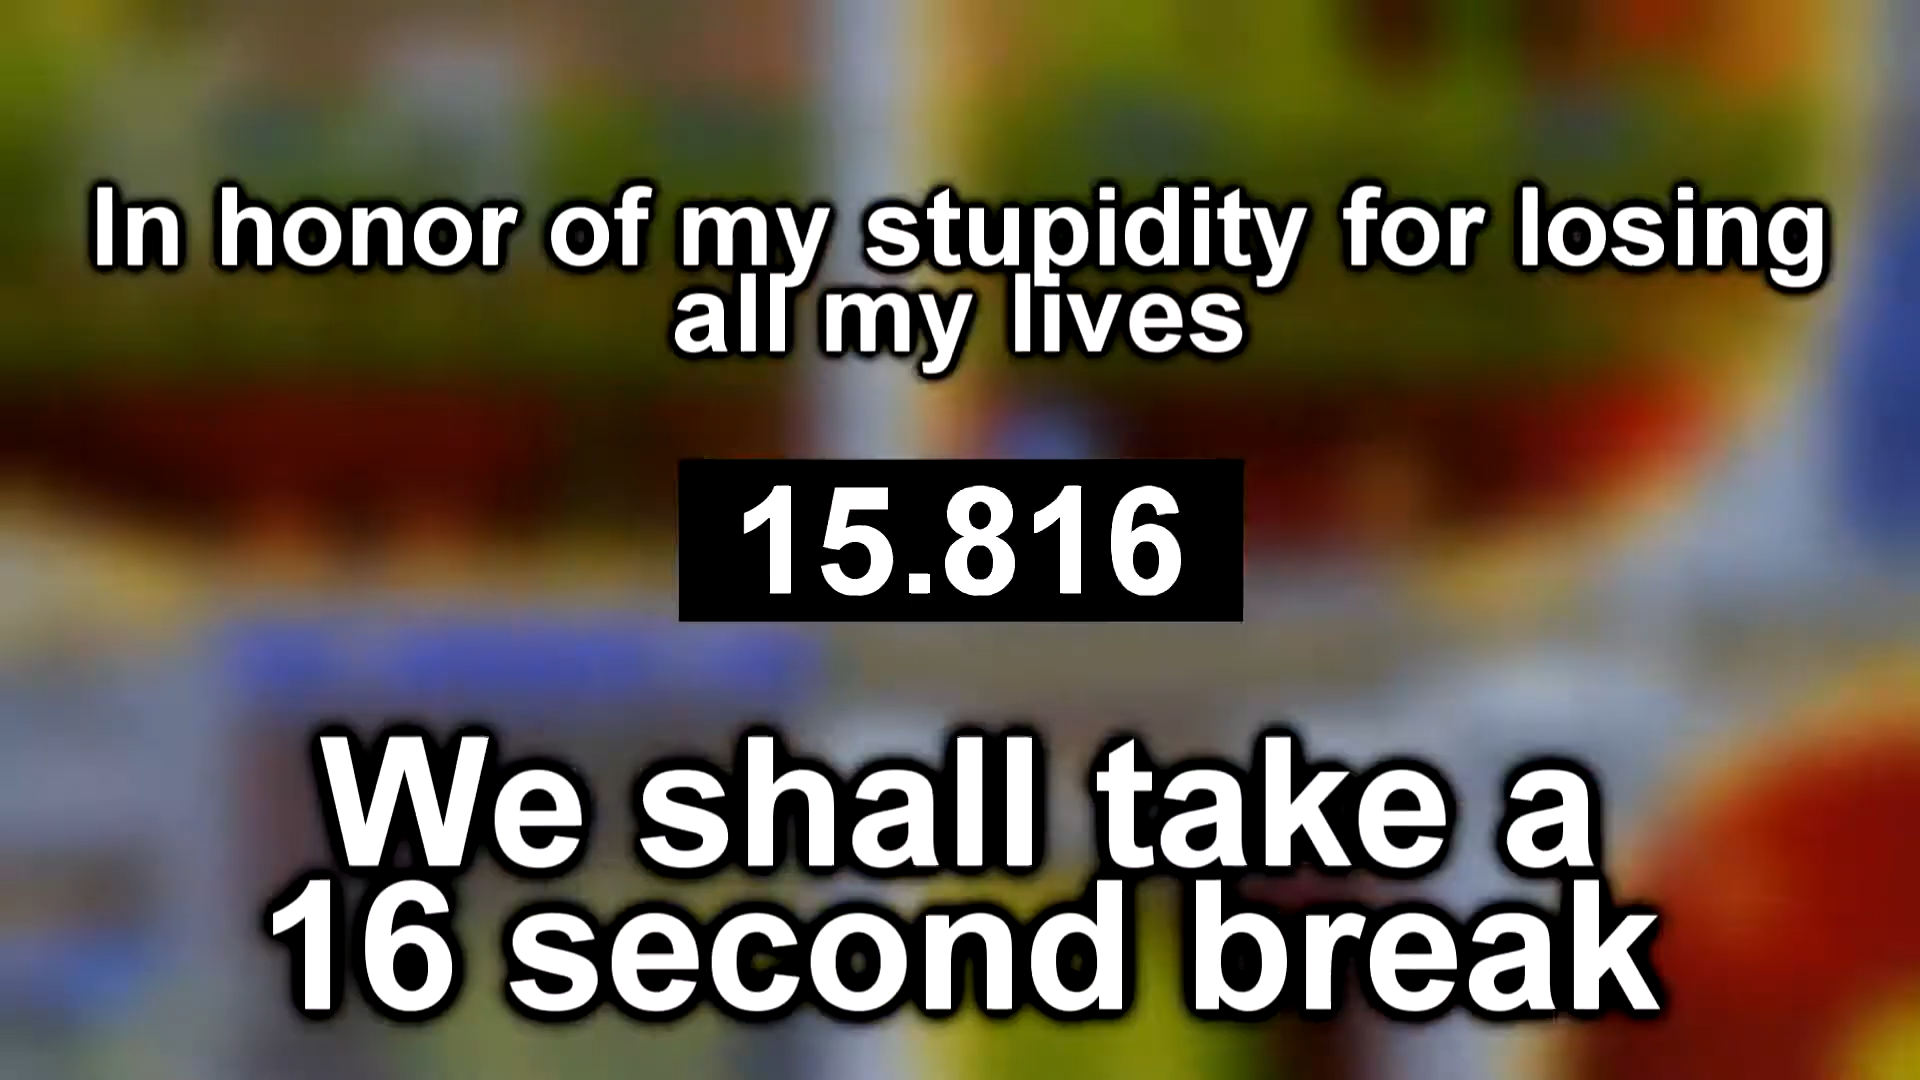 In honor of my stupidity for losing
all my lives
15.816
We shall take a
16 second break